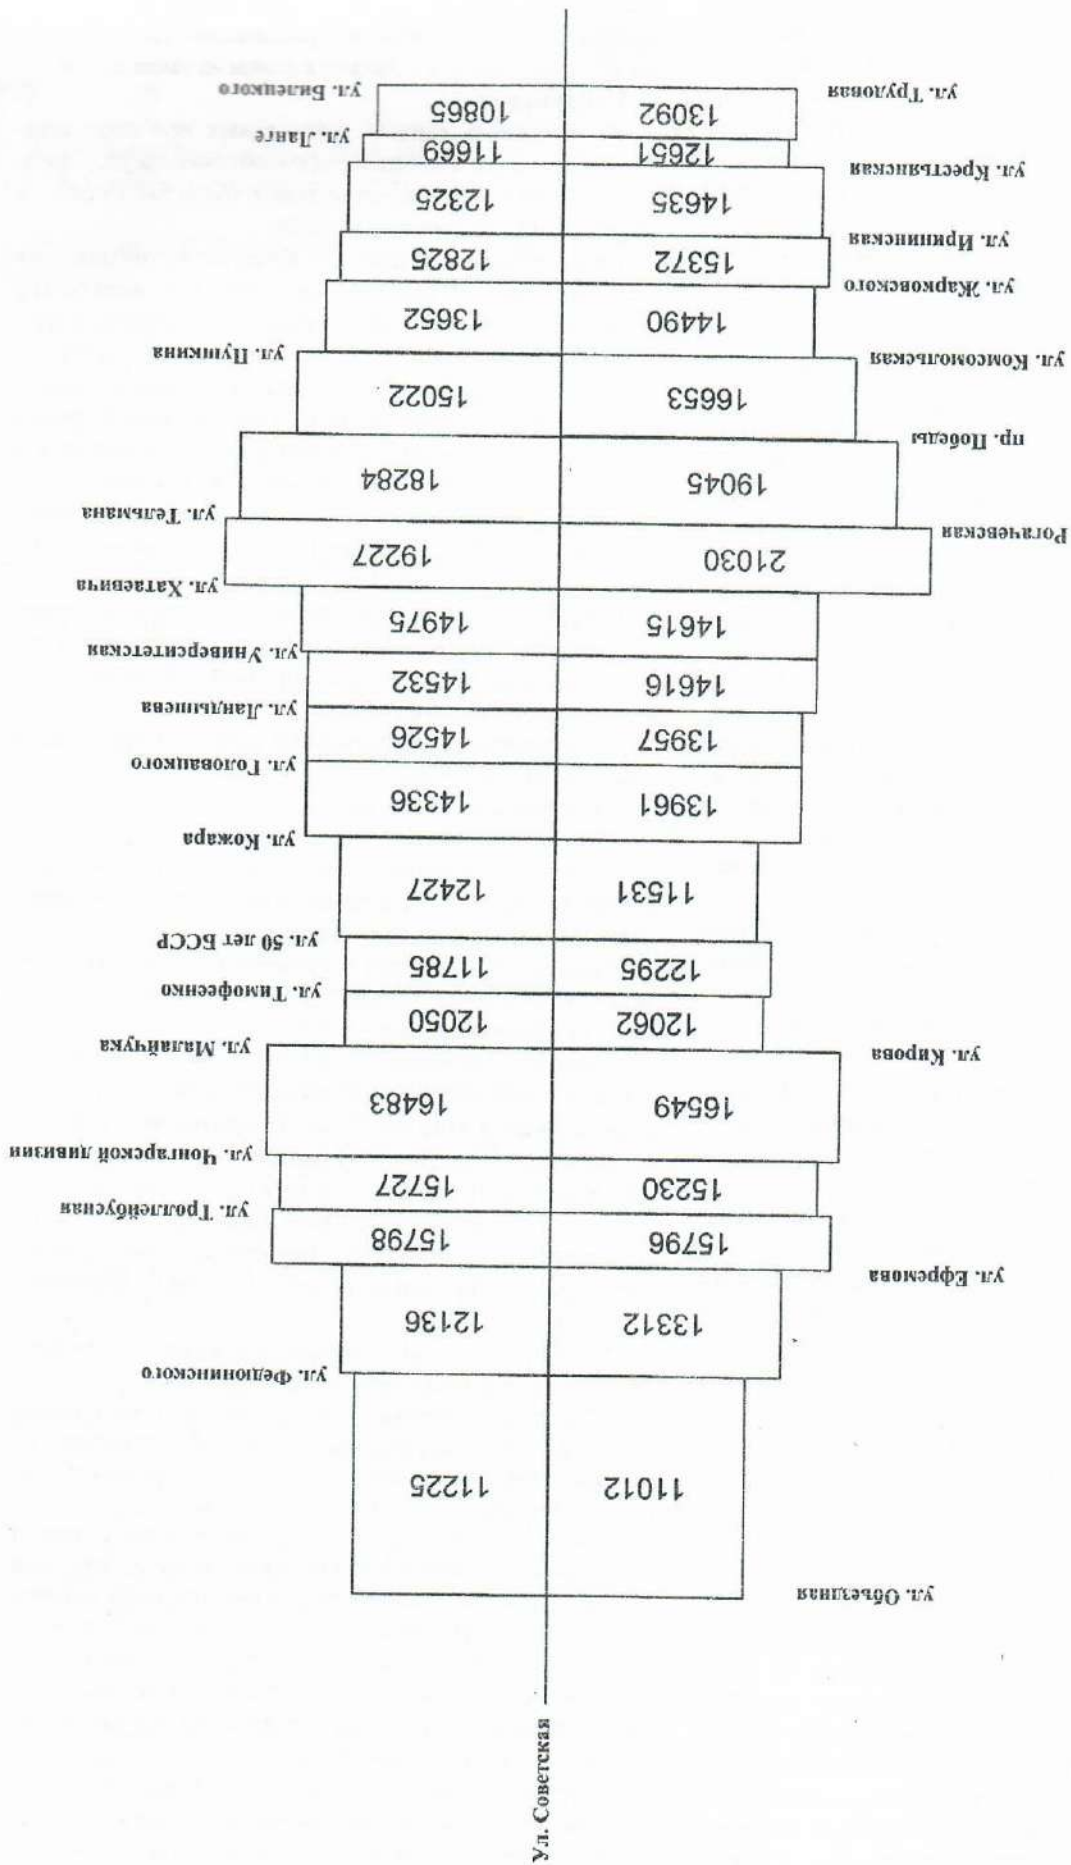 Ул. Советская
ул. Объездная
11012
11225
ул. Федюнинского
13312
12136
ул. Ефремова
15796
15798
ул. Троллейбусная
15230
15727
ул. Чонгарской дивизии
16549
16483
ул. Кирова
ул. Малайчука
12062
12050
ул. Тимофеенко
12295
11785
ул. 50 лет БССР
11531
12427
ул. Кожара
13961
14336
ул. Головацкого
13957
14526
ул. Ландышева
14616
14532
ул. Университетская
14615
14975
ул. Хатаевича
21030
19227
Рогачевская
ул. Тельмана
19045
18284
пр. Победы
16653
15022
ул. Комсомольская
ул. Пушкина
14490
13652
ул. Жарковского
15372
12825
ул. Ирининская
14635
12325
ул. Крестьянская
12651
11669
ул. Ланге
13092
10865
ул. Трудовая
ул. Билецкого